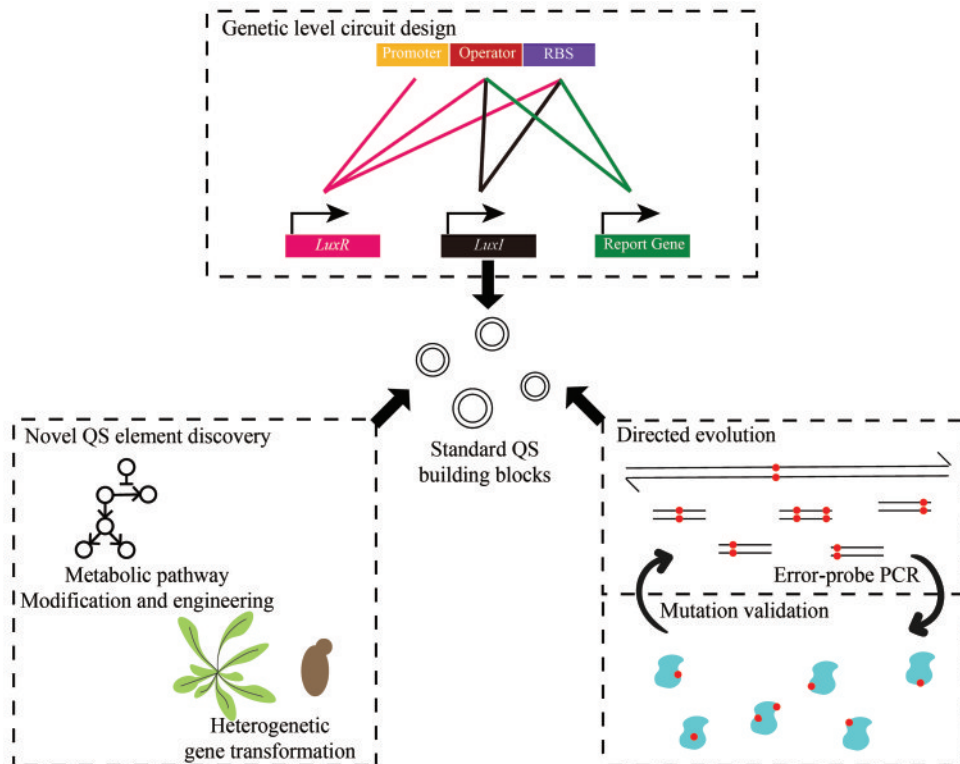 Genetic level circuit design
Promoter Operator RBS
LuxR LuxI Report Gene
Standard QS
building blocks
Novel QS element discovery
Metabolic pathway
Modification and engineering
Heterogenetic
gene transformation
Directed evolution
Error-probe PCR
Mutation validation